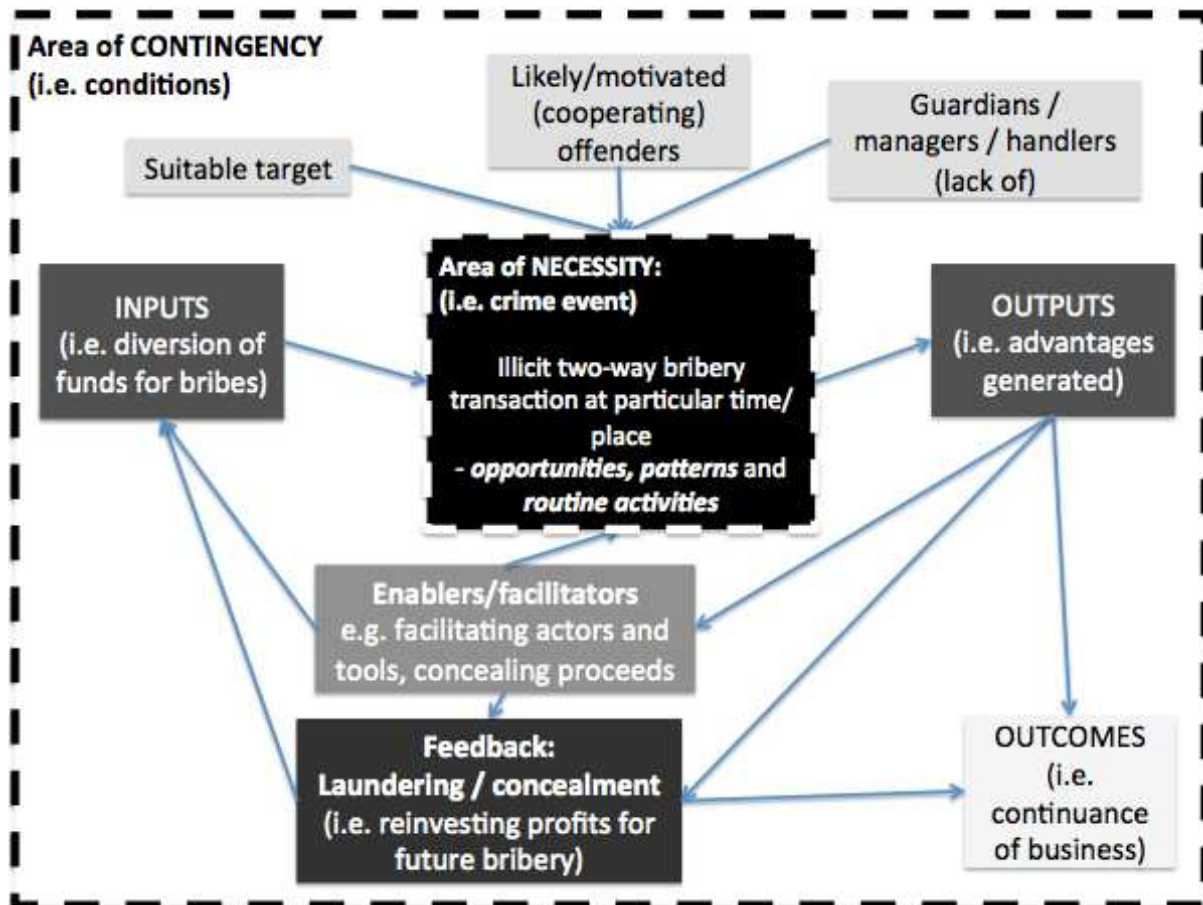 Area of CONTINGENCY
(i.e. conditions)
Likely/motivated
(cooperating)
offenders
Guardians /
managers / handlers
(lack of)
Suitable target
Area of NECESSITY:
(i.e. crime event)
Illicit two-way bribery
transaction at particular time/
place
- opportunities, patterns and
routine activities
INPUTS
(i.e. diversion of
funds for bribes)
OUTPUTS
(i.e. advantages
generated)
Enablers/facilitators
e.g. facilitating actors and
tools, concealing proceeds
Feedback:
Laundering / concealment
(i.e. reinvesting profits for
future bribery)
OUTCOMES
(i.e.
continuance
of business)